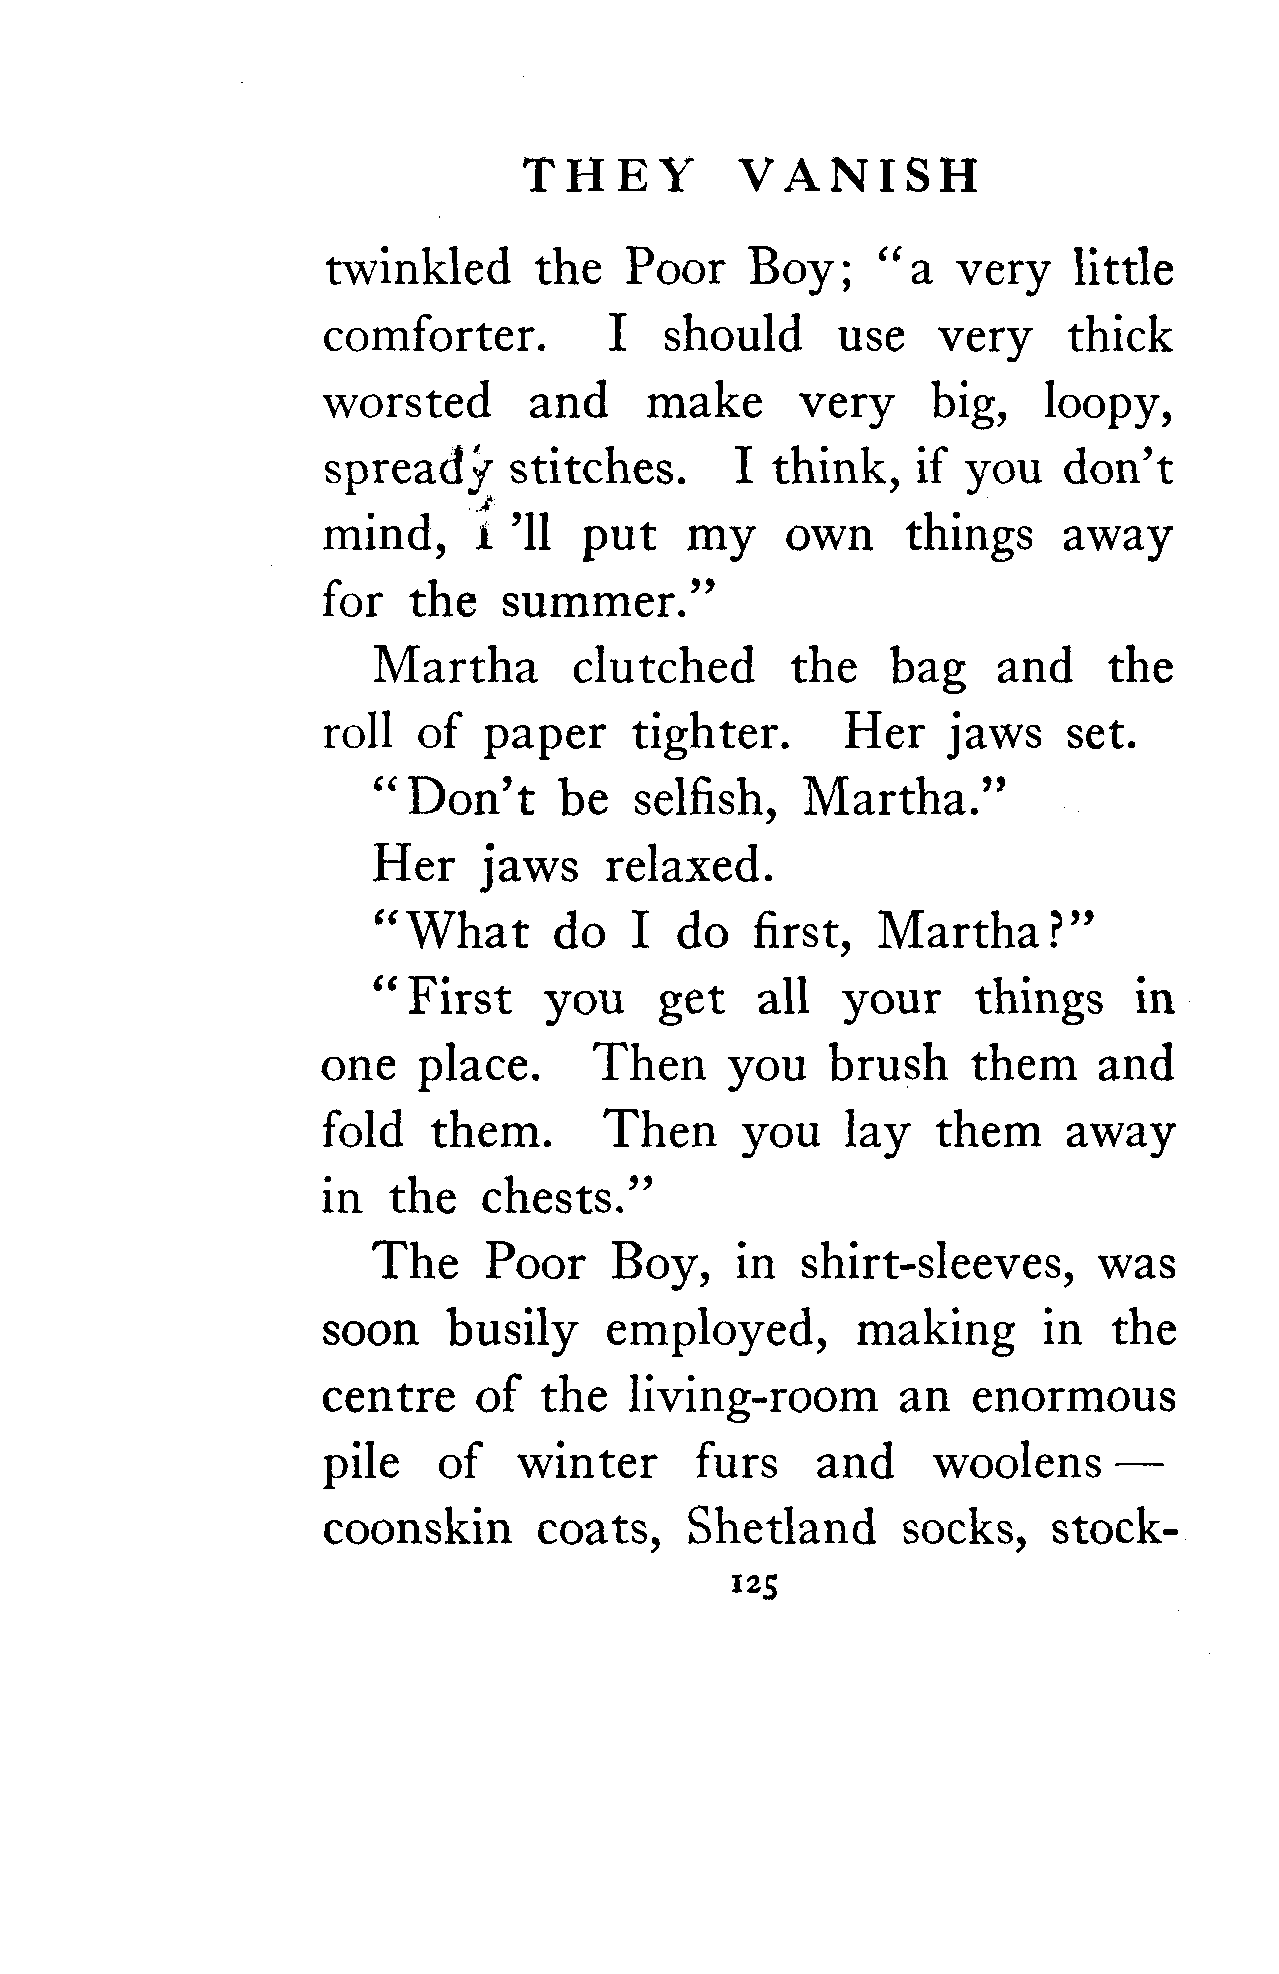 THEY VANISH
twinkled the Poor Boy; "a very little
comforter. I should use very thick
worsted and make very big, loopy,
spready stitches. I think, if you don't
mind, I 'll put my own things away
for the summer."
Martha clutched the bag and the
roll of paper tighter. Her jaws set.
"Don't be selfish, Martha."
Her jaws relaxed.
"What do I do first, Martha?"
"First you get all your things in
one place. Then you brush them and
fold them. Then you lay them away
in the chests."
The Poor Boy, in shirt-sleeves, was
soon busily employed, making in the
centre of the living-room an enormous
pile of winter furs and woolens —
coonskin coats, Shetland socks, stock-
125